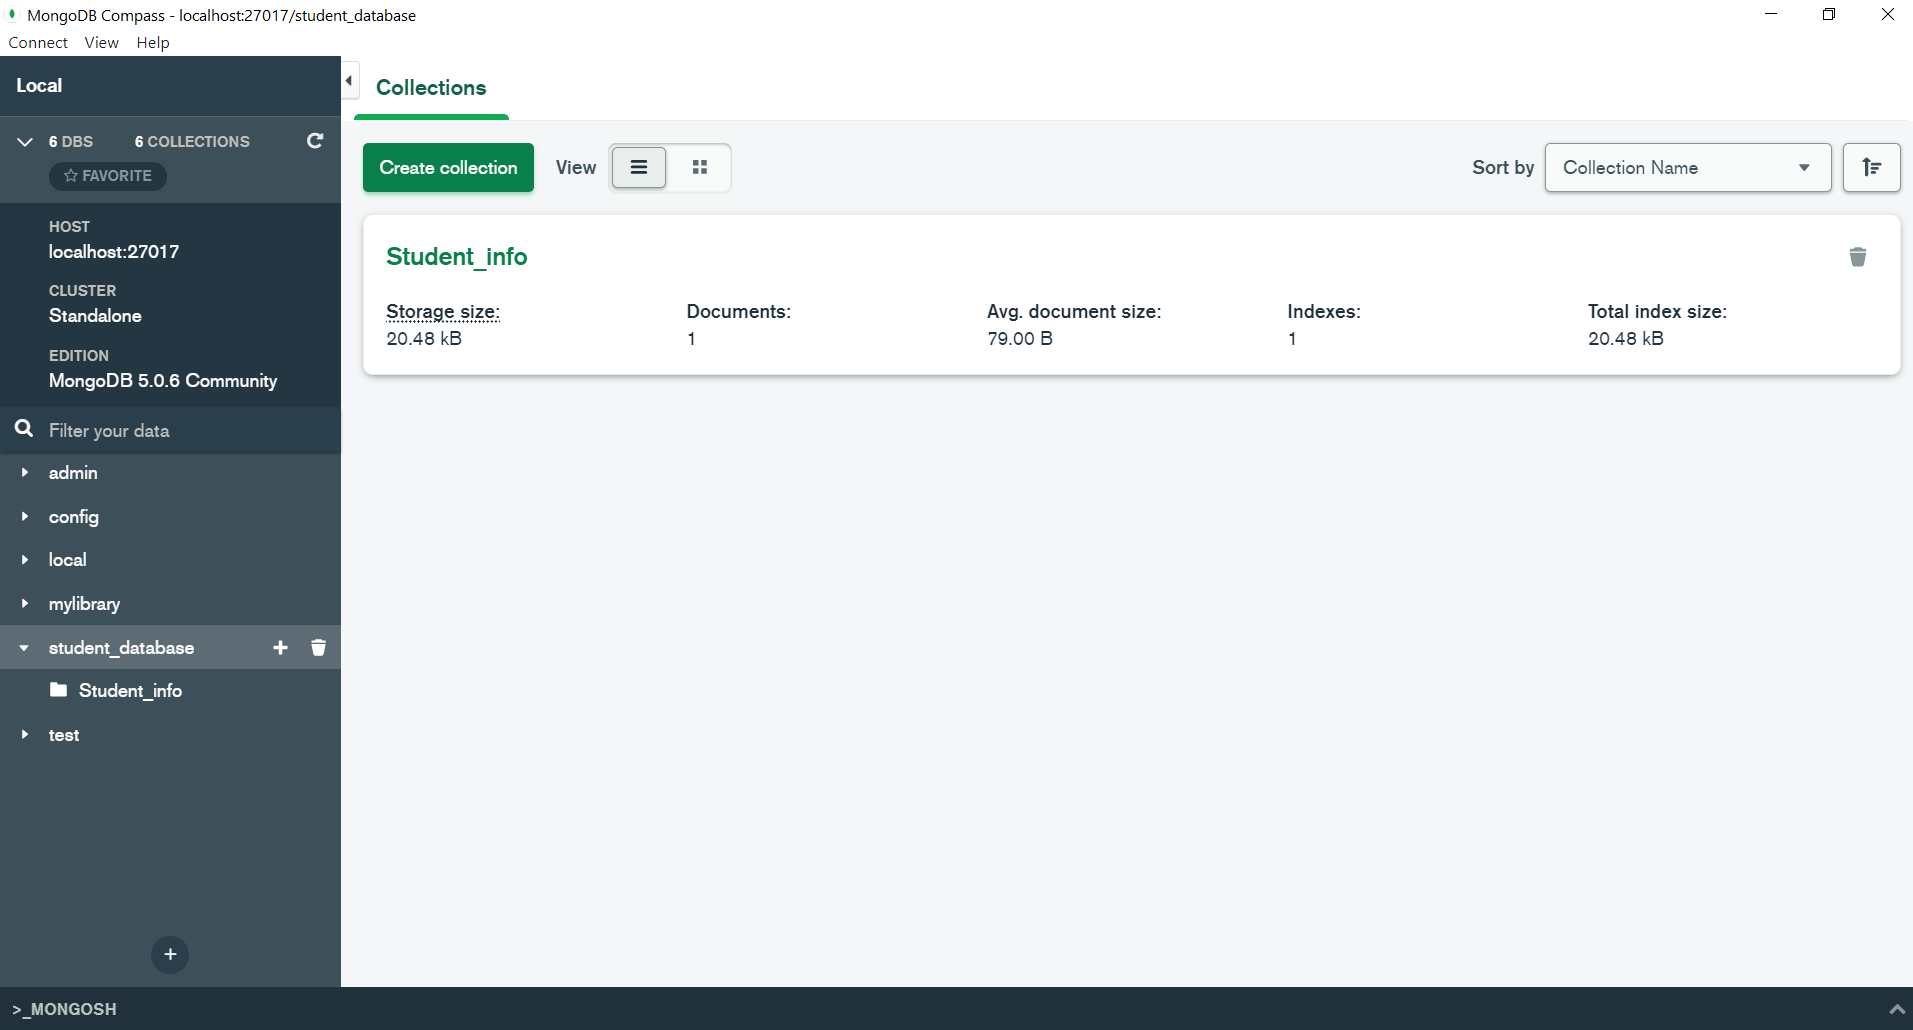 MongoDB Compass - localhost:27017/student_database
Connect View Help
Local
Collections
6 DBS 6 COLLECTIONS
FAVORITE
Create collection View Sort by Collection Name
HOST
localhost:27017
CLUSTER
Standalone
EDITION
MongoDB 5.0.6 Community
Filter your data
admin
config
local
mylibrary
student_database
Student_info
test
Student_info
Storage size: Documents: Avg. document size: Indexes: Total index size:
20.48 kB 1 79.00 B 1 20.48 kB
>_MONGOSH